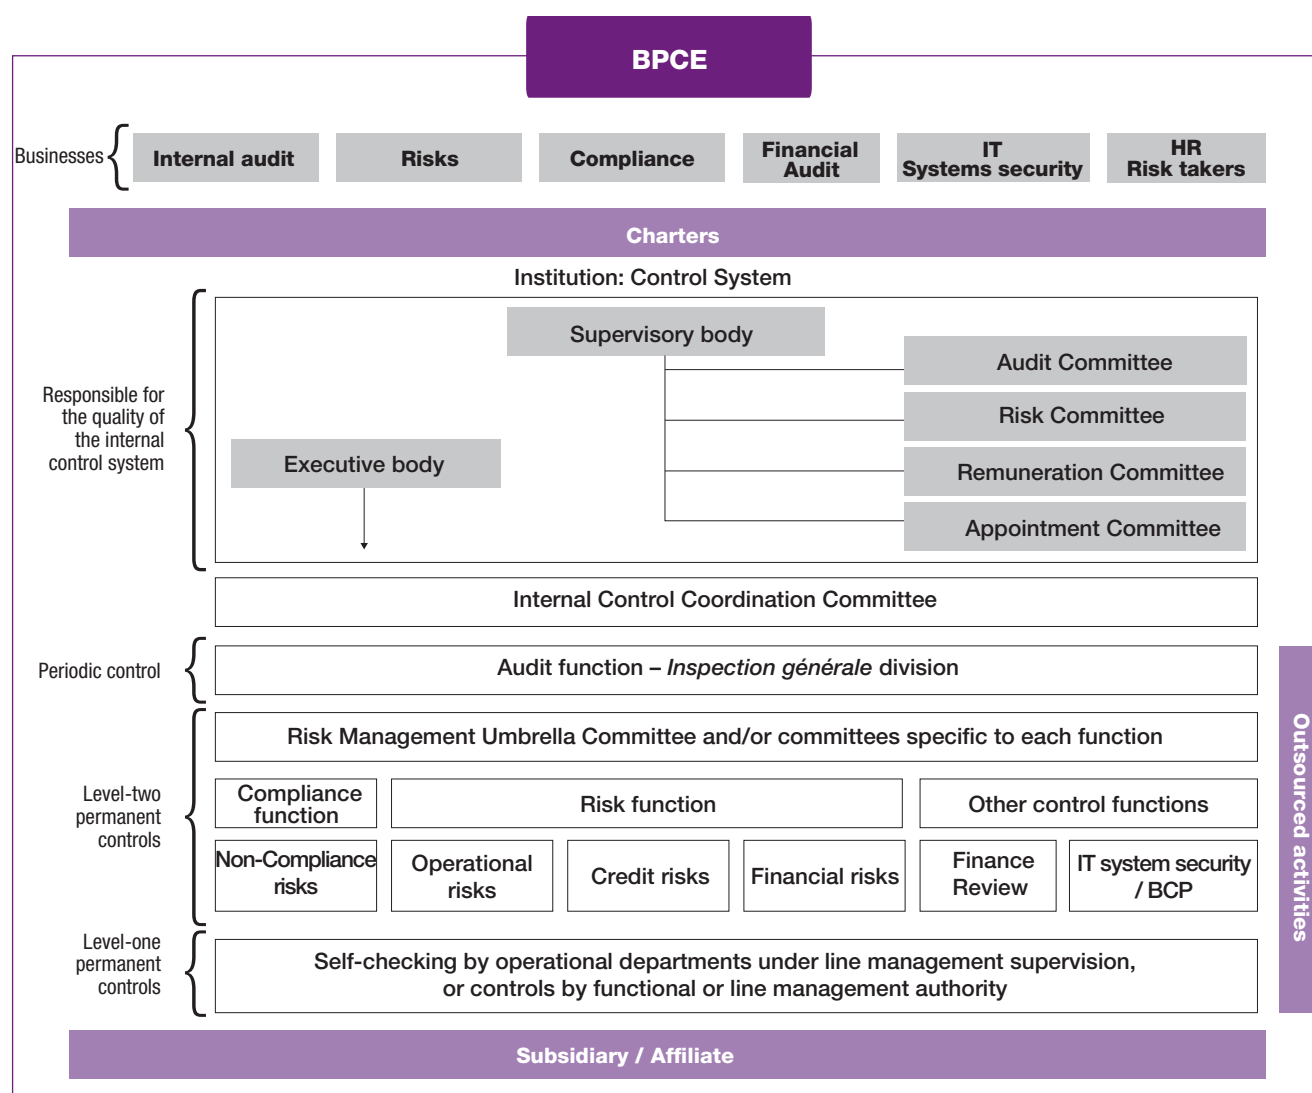 BPCE
Businesses
Internal audit
Risks
Compliance
Financial
Audit
IT
Systems security
HR
Risk takers
Charters
Institution: Control System
Responsible for
the quality of
the internal
control system
Supervisory body
Audit Committee
Risk Committee
Executive body
Remuneration Committee
Appointment Committee
Internal Control Coordination Committee
Periodic control
Audit function – Inspection générale division
Risk Management Umbrella Committee and/or committees specific to each function
Level-two
permanent
controls
Compliance
function
Risk function
Other control functions
Non-Compliance
risks
Operational
risks
Credit risks
Financial risks
Finance
Review
IT system security
/ BCP
Level-one
permanent
controls
Self-checking by operational departments under line management supervision,
or controls by functional or line management authority
Outsourced activities
Subsidiary / Affiliate